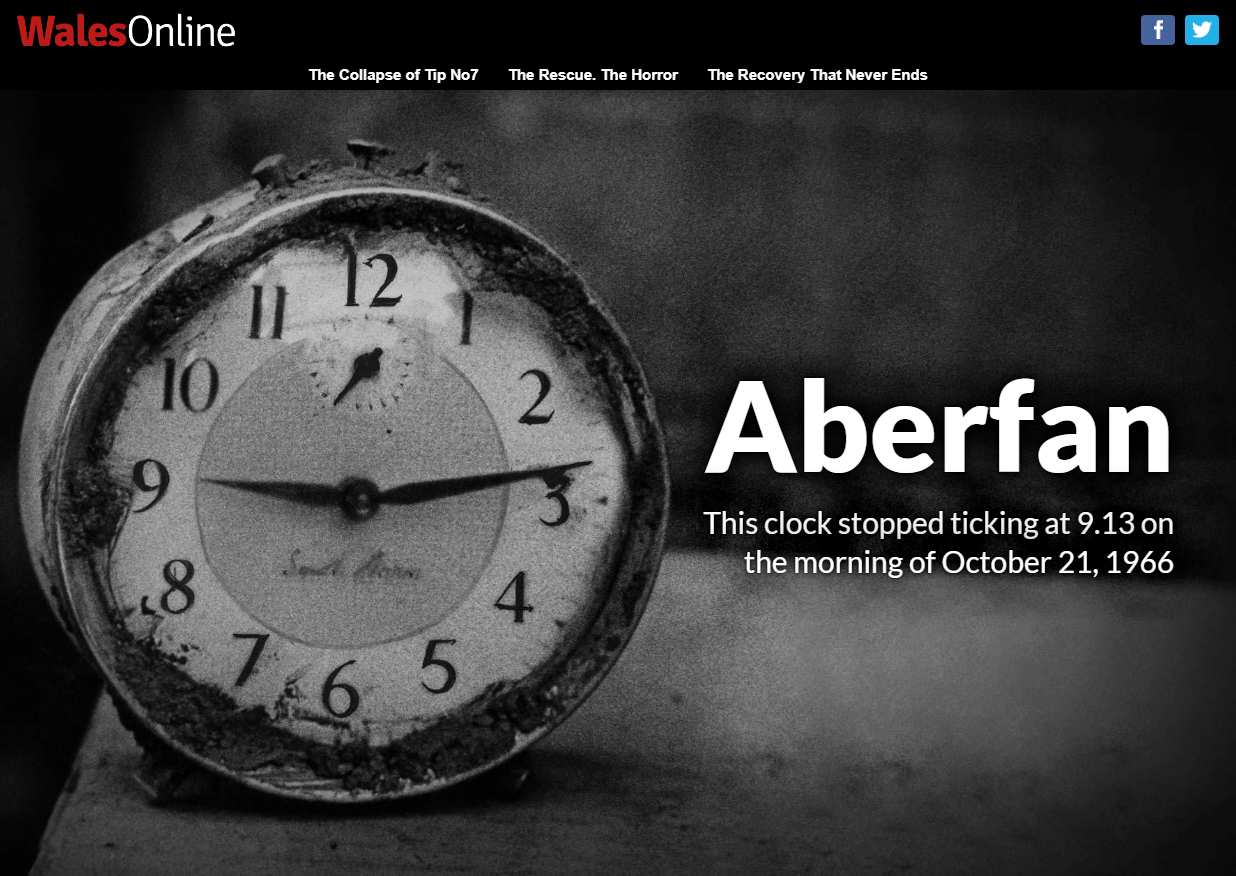 WalesOnline
The Collapse of Tip No7 The Rescue. The Horror The Recovery That Never Ends
12
11 1
10 2
9 3
8 4
7 5
6
Aberfan
This clock stopped ticking at 9.13 on
the morning of October 21, 1966